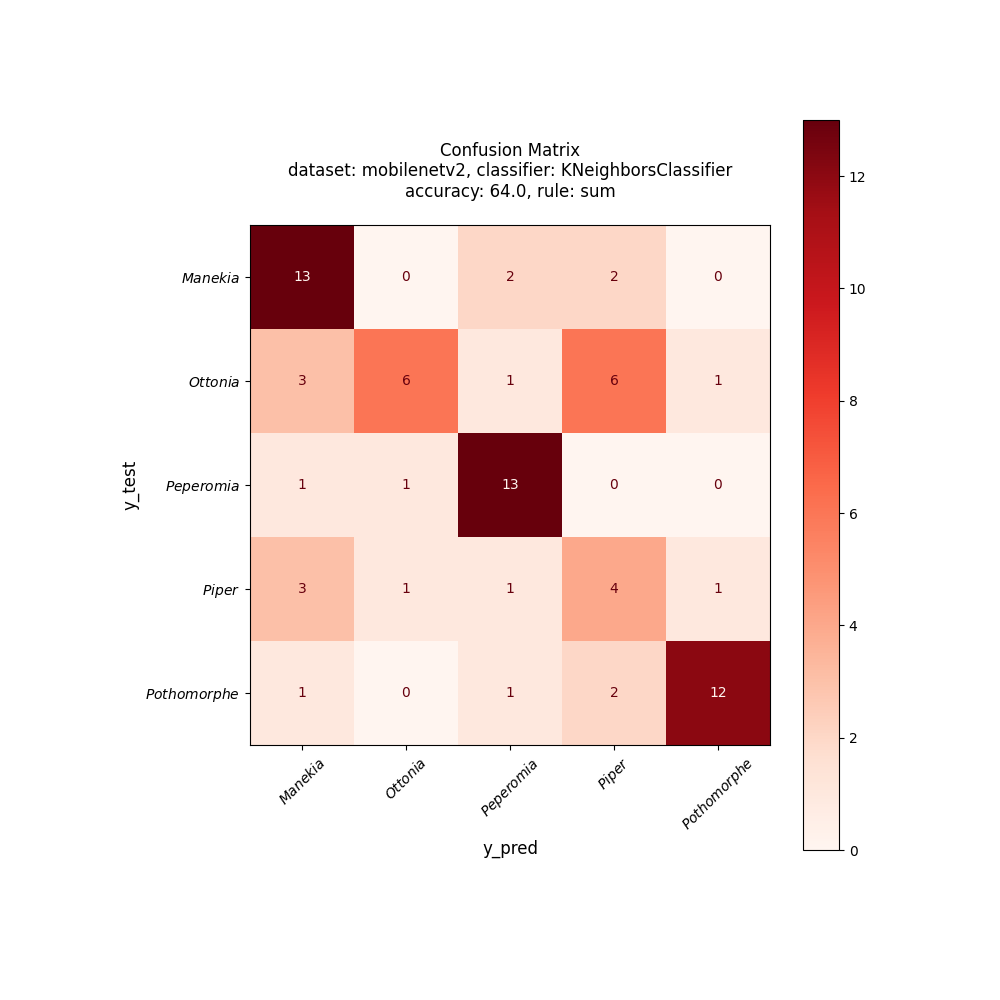 Confusion Matrix
dataset: mobilenetv2, classifier: KNeighborsClassifier
accuracy: 64.0, rule: sum
y_test
Manekia 13 0 2 2 0
Ottonia 3 6 1 6 1
Peperomia 1 1 13 0 0
Piper 3 1 1 4 1
Pothomorphe 1 0 1 2 12
Manekia Ottonia Peperomia Piper Pothomorphe
y_pred
12
10
8
6
4
2
0